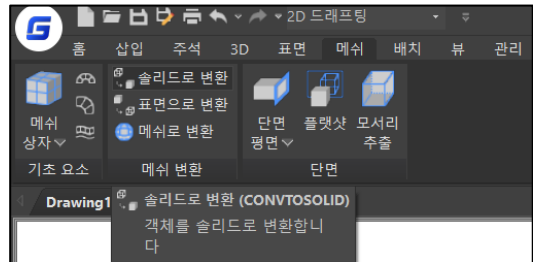 2D 드래프팅
홈 삽입 주석 3D 표면 메쉬 배치 뷰 관리
메쉬
상자
솔리드로 변환
표면으로 변환
메쉬로 변환
단면
평면
플랫샷
모서리
추출
기초 요소 메쉬 변환 단면
Drawing1
솔리드로 변환 (CONVTOSOLID)
객체를 솔리드로 변환합니
다